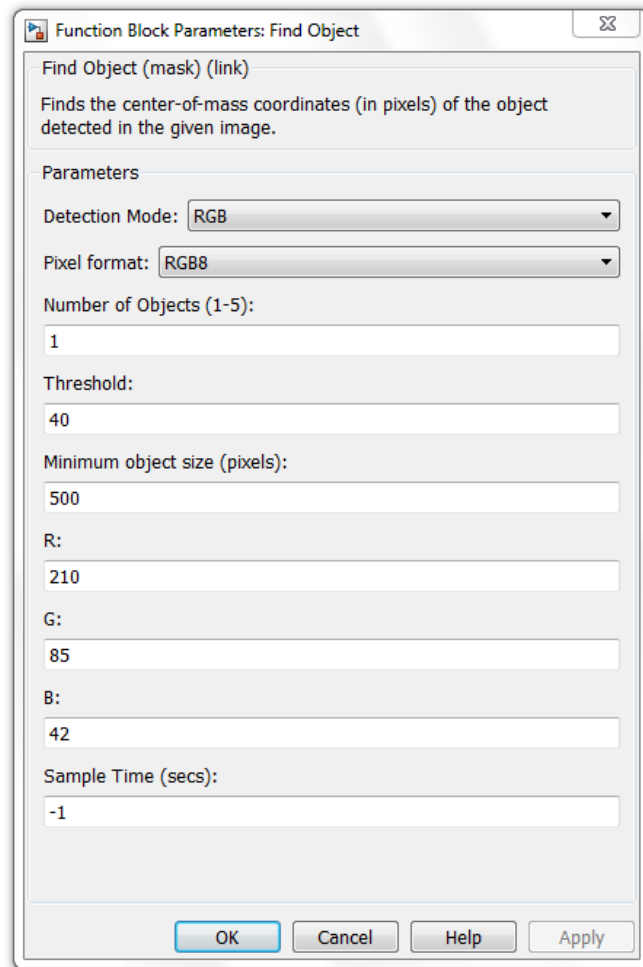 Function Block Parameters: Find Object
Find Object (mask) (link)
Finds the center-of-mass coordinates (in pixels) of the object
detected in the given image.
Parameters
Detection Mode: RGB
Pixel format: RGB8
Number of Objects (1-5):
1
Threshold:
40
Minimum object size (pixels):
500
R:
210
G:
85
B:
42
Sample Time (secs):
-1
OK Cancel Help Apply